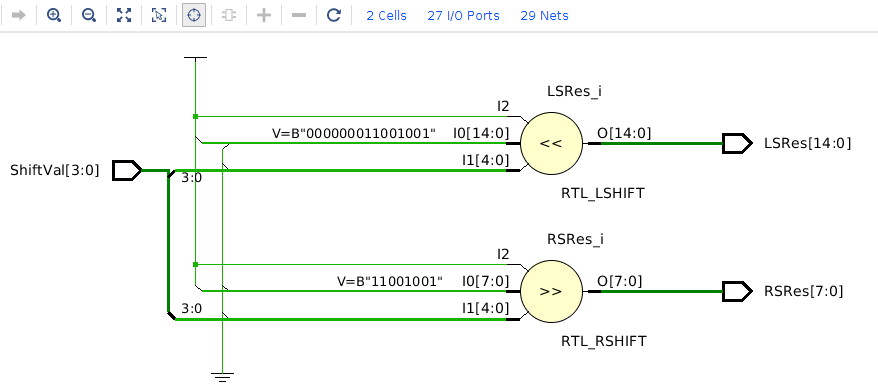 2 Cells 27 I/O Ports 29 Nets
LSRes_i
I2
V=B"000000011001001" I0[14:0] << O[14:0] LSRes[14:0]
I1[4:0]
ShiftVal[3:0] 3:0
RTL_LSHIFT
RSRes_i
I2
V=B"11001001" I0[7:0] >> O[7:0] RSRes[7:0]
3:0 I1[4:0]
RTL_RSHIFT